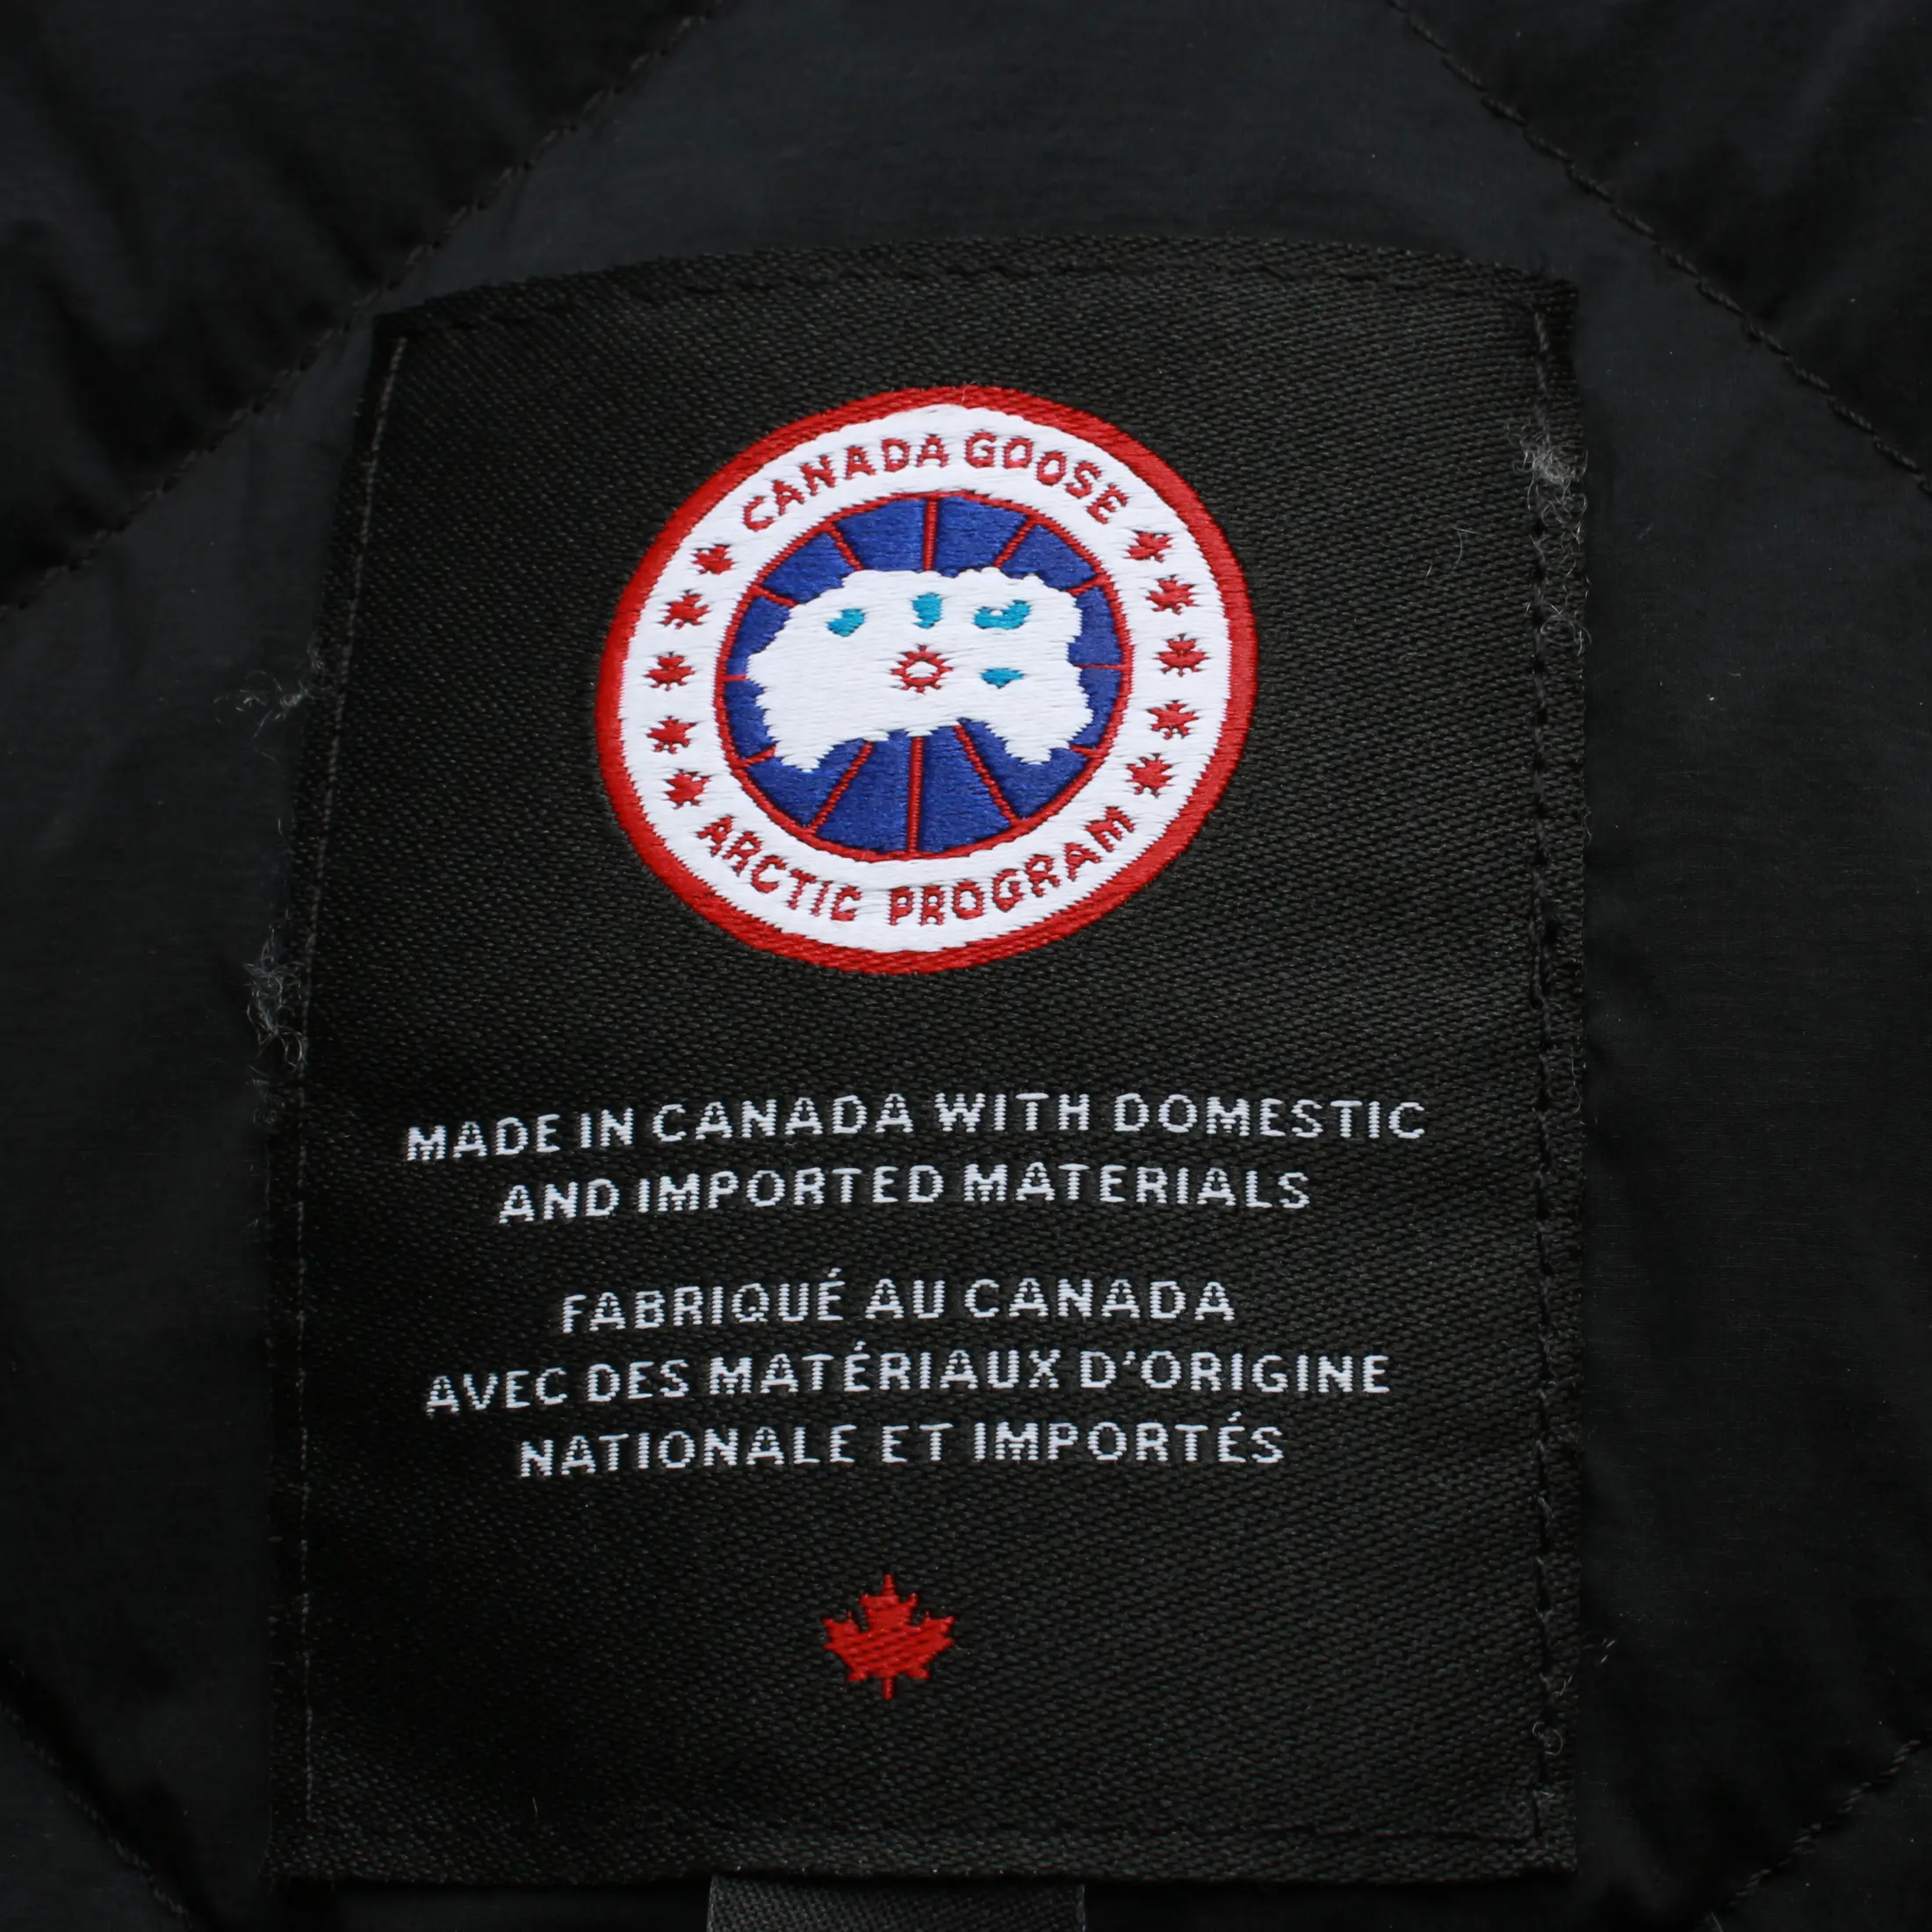 CANADA GOOSE
ARCTIC PROGRAM
MADE IN CANADA WITH DOMESTIC
AND IMPORTED MATERIALS
FABRIQUÉ AU CANADA
AVEC DES MATÉRIAUX D'ORIGINE
NATIONALE ET IMPORTÉS